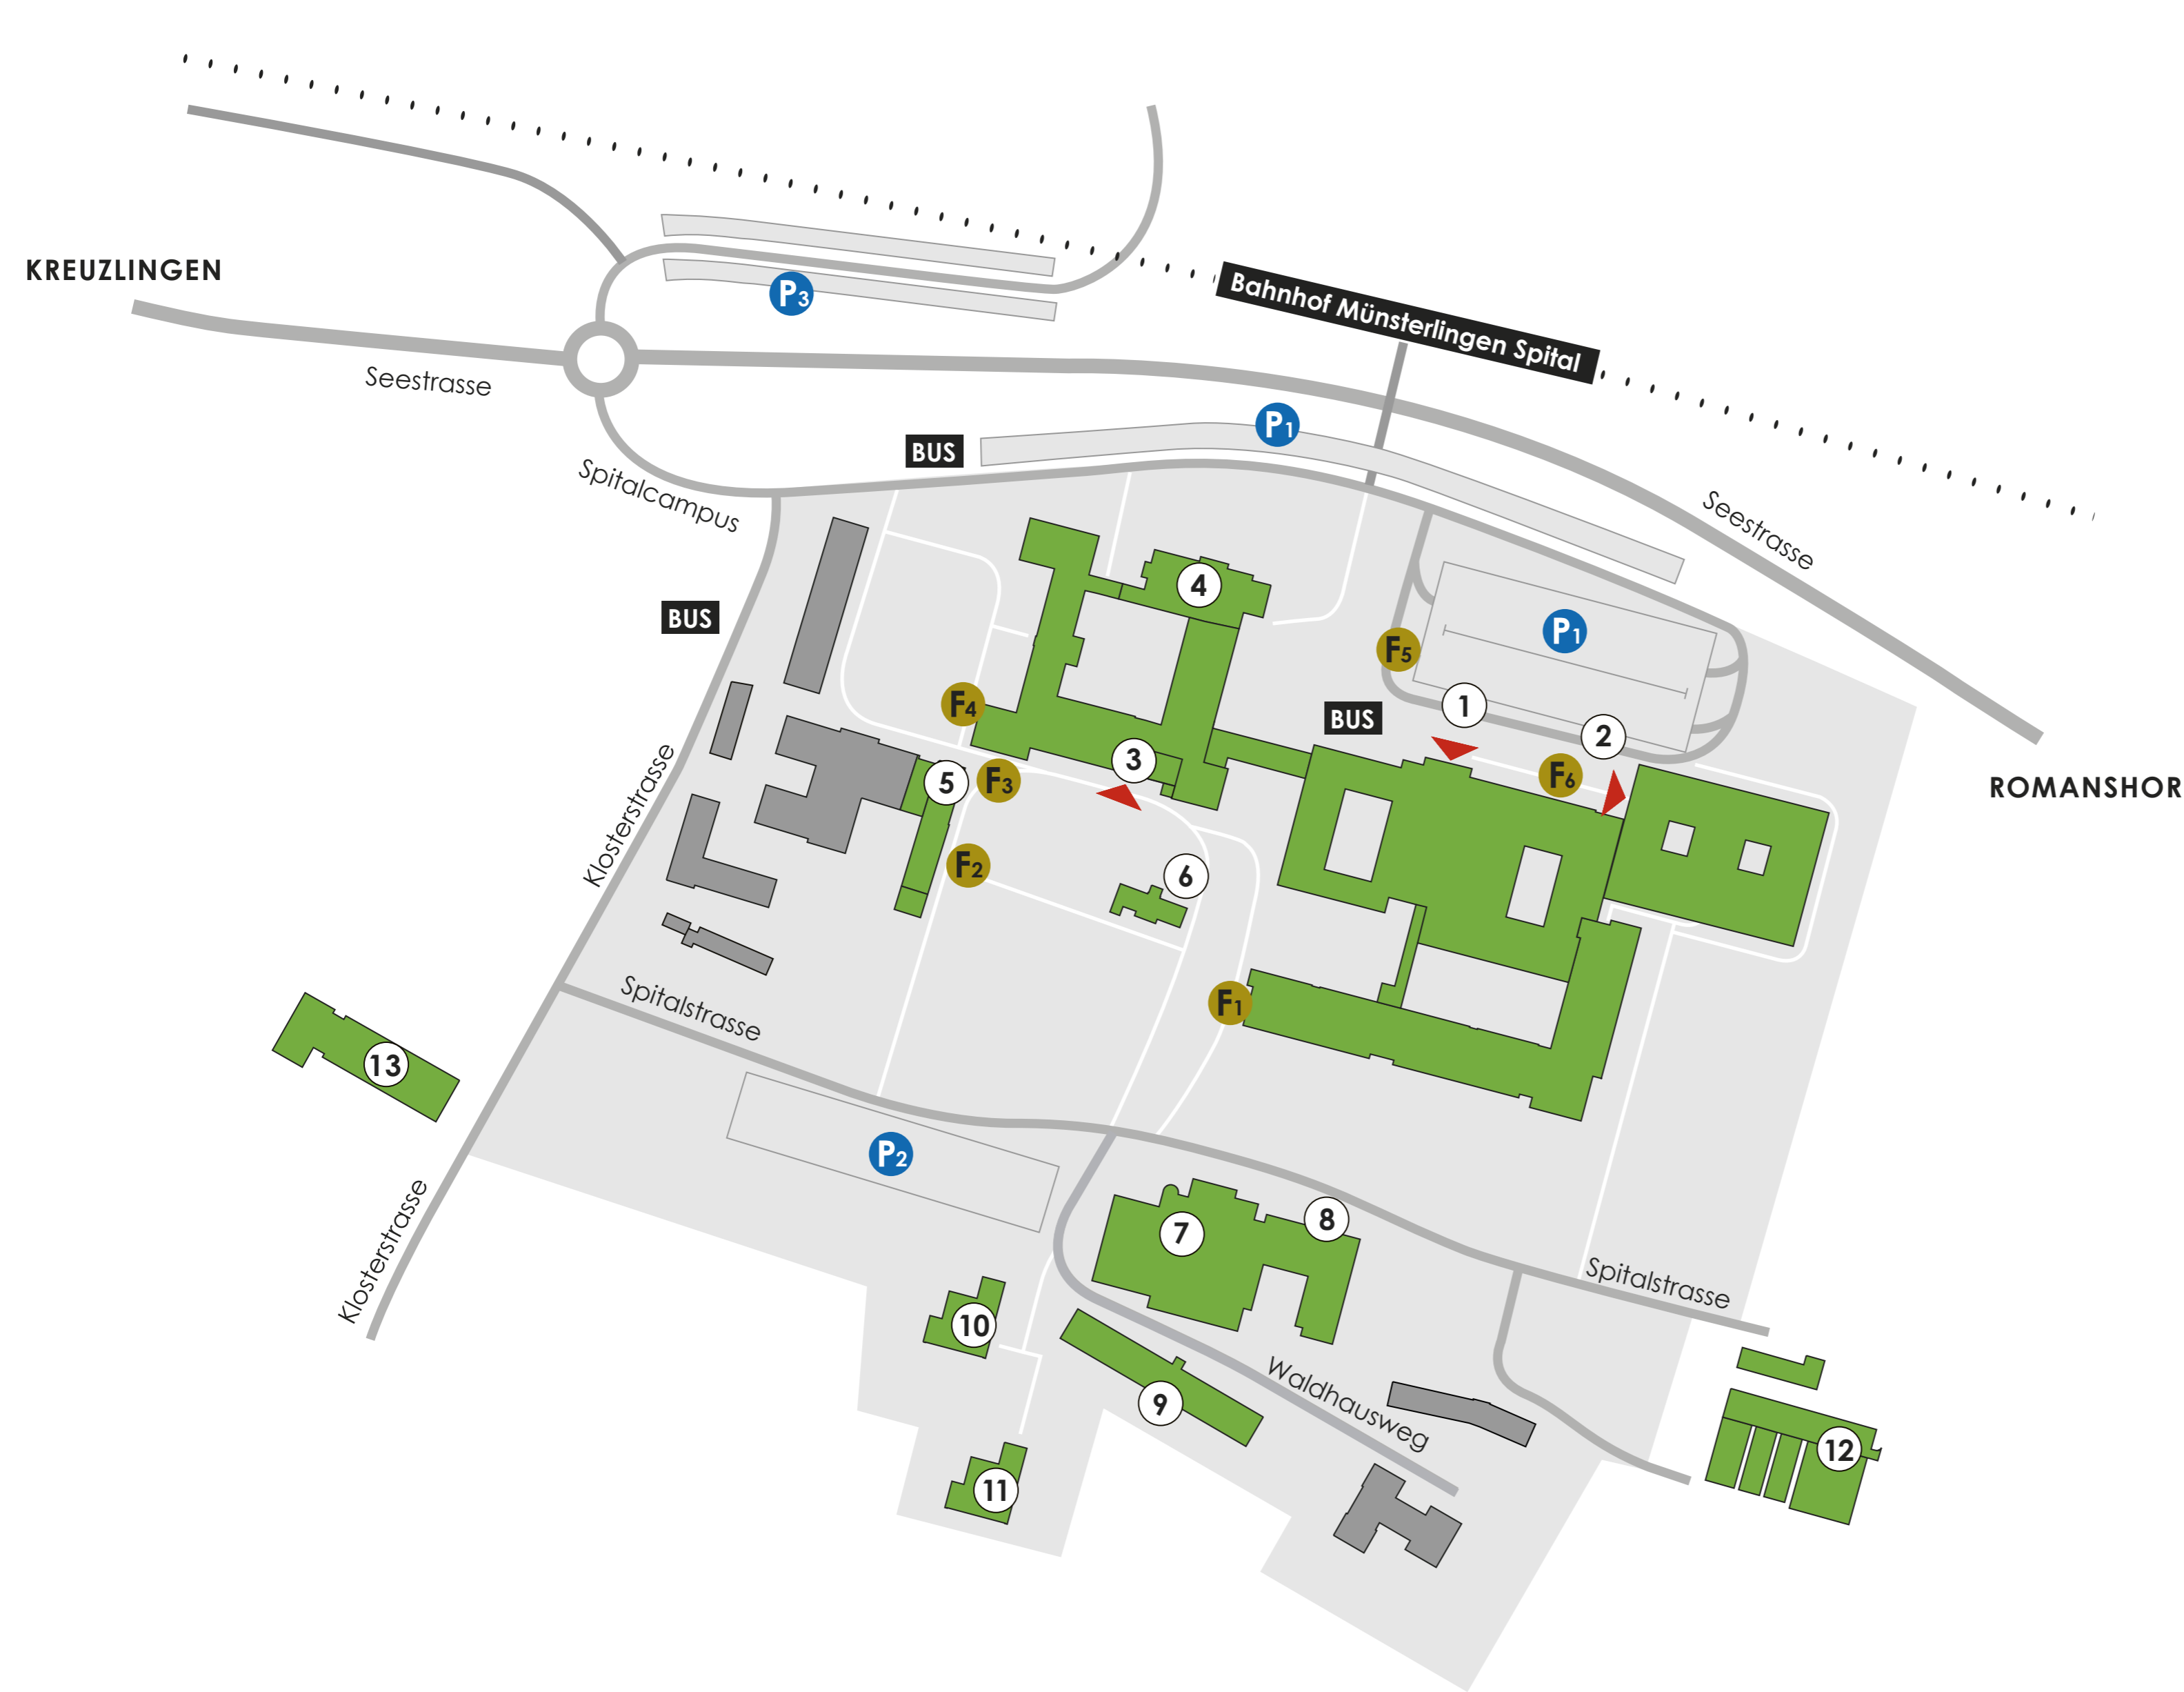 KREUZLINGEN
P3
Bahnhof Münsterlingen Spital
Seestrasse
P1
BUS
Spitalcampus
Seestrasse
4
BUS
P1
F5
F4
1
BUS
2
3
5
F3
F6
ROMANSHOR
Klosterstrasse
F2
6
Spitalstrasse
F1
13
P2
Klosterstrasse
7
8
Spitalstrasse
10
Waldhausweg
9
12
11